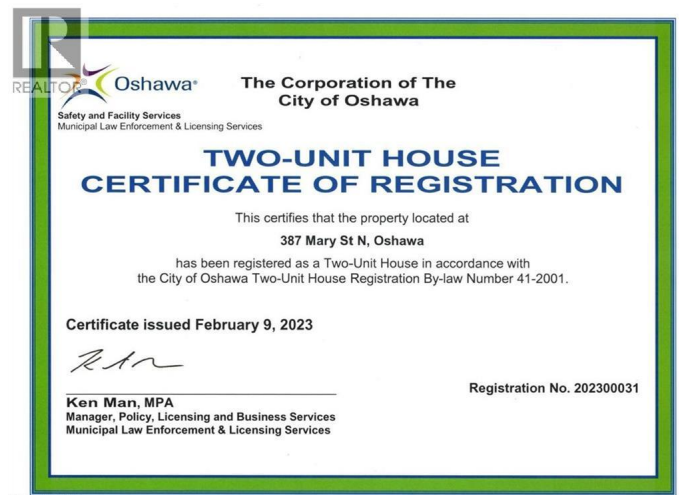 REALTOR®
Oshawa®
The Corporation of The
City of Oshawa
Safety and Facility Services
Municipal Law Enforcement & Licensing Services
TWO-UNIT HOUSE
CERTIFICATE OF REGISTRATION
This certifies that the property located at
387 Mary St N, Oshawa
has been registered as a Two-Unit House in accordance with
the City of Oshawa Two-Unit House Registration By-law Number 41-2001.
Certificate issued February 9, 2023
Ken Man, MPA
Manager, Policy, Licensing and Business Services
Municipal Law Enforcement & Licensing Services
Registration No. 202300031